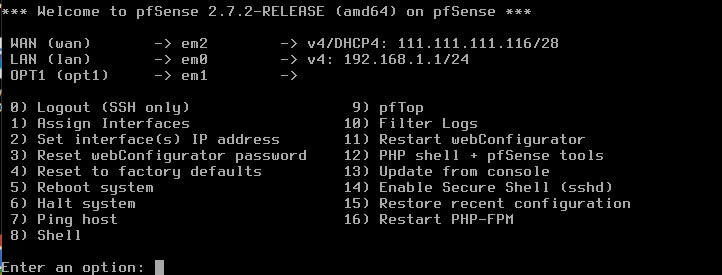 *** Welcome to pfSense 2.7.2-RELEASE (amd64) on pfSense ***
WAN (wan) -> em2 -> v4/DHCP4: 111.111.111.116/28
LAN (lan) -> em0 -> v4: 192.168.1.1/24
OPT1 (opt1) -> em1 ->
0) Logout (SSH only) 9) pfTop
1) Assign Interfaces 10) Filter Logs
2) Set interface(s) IP address 11) Restart webConfigurator
3) Reset webConfigurator password 12) PHP shell + pfSense tools
4) Reset to factory defaults 13) Update from console
5) Reboot system 14) Enable Secure Shell (sshd)
6) Halt system 15) Restore recent configuration
7) Ping host 16) Restart PHP-FPM
8) Shell
Enter an option: